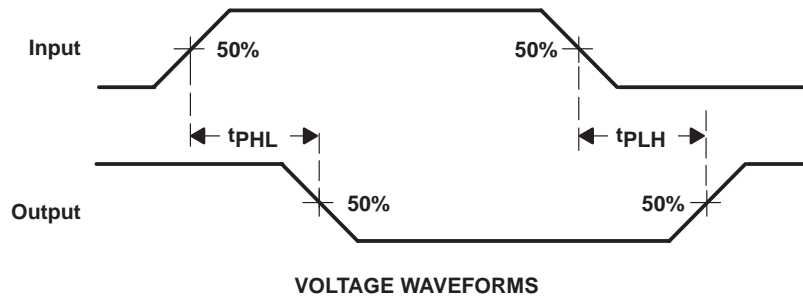 Input
50%
50%
tPHL
tPLH
Output
50%
50%
VOLTAGE WAVEFORMS